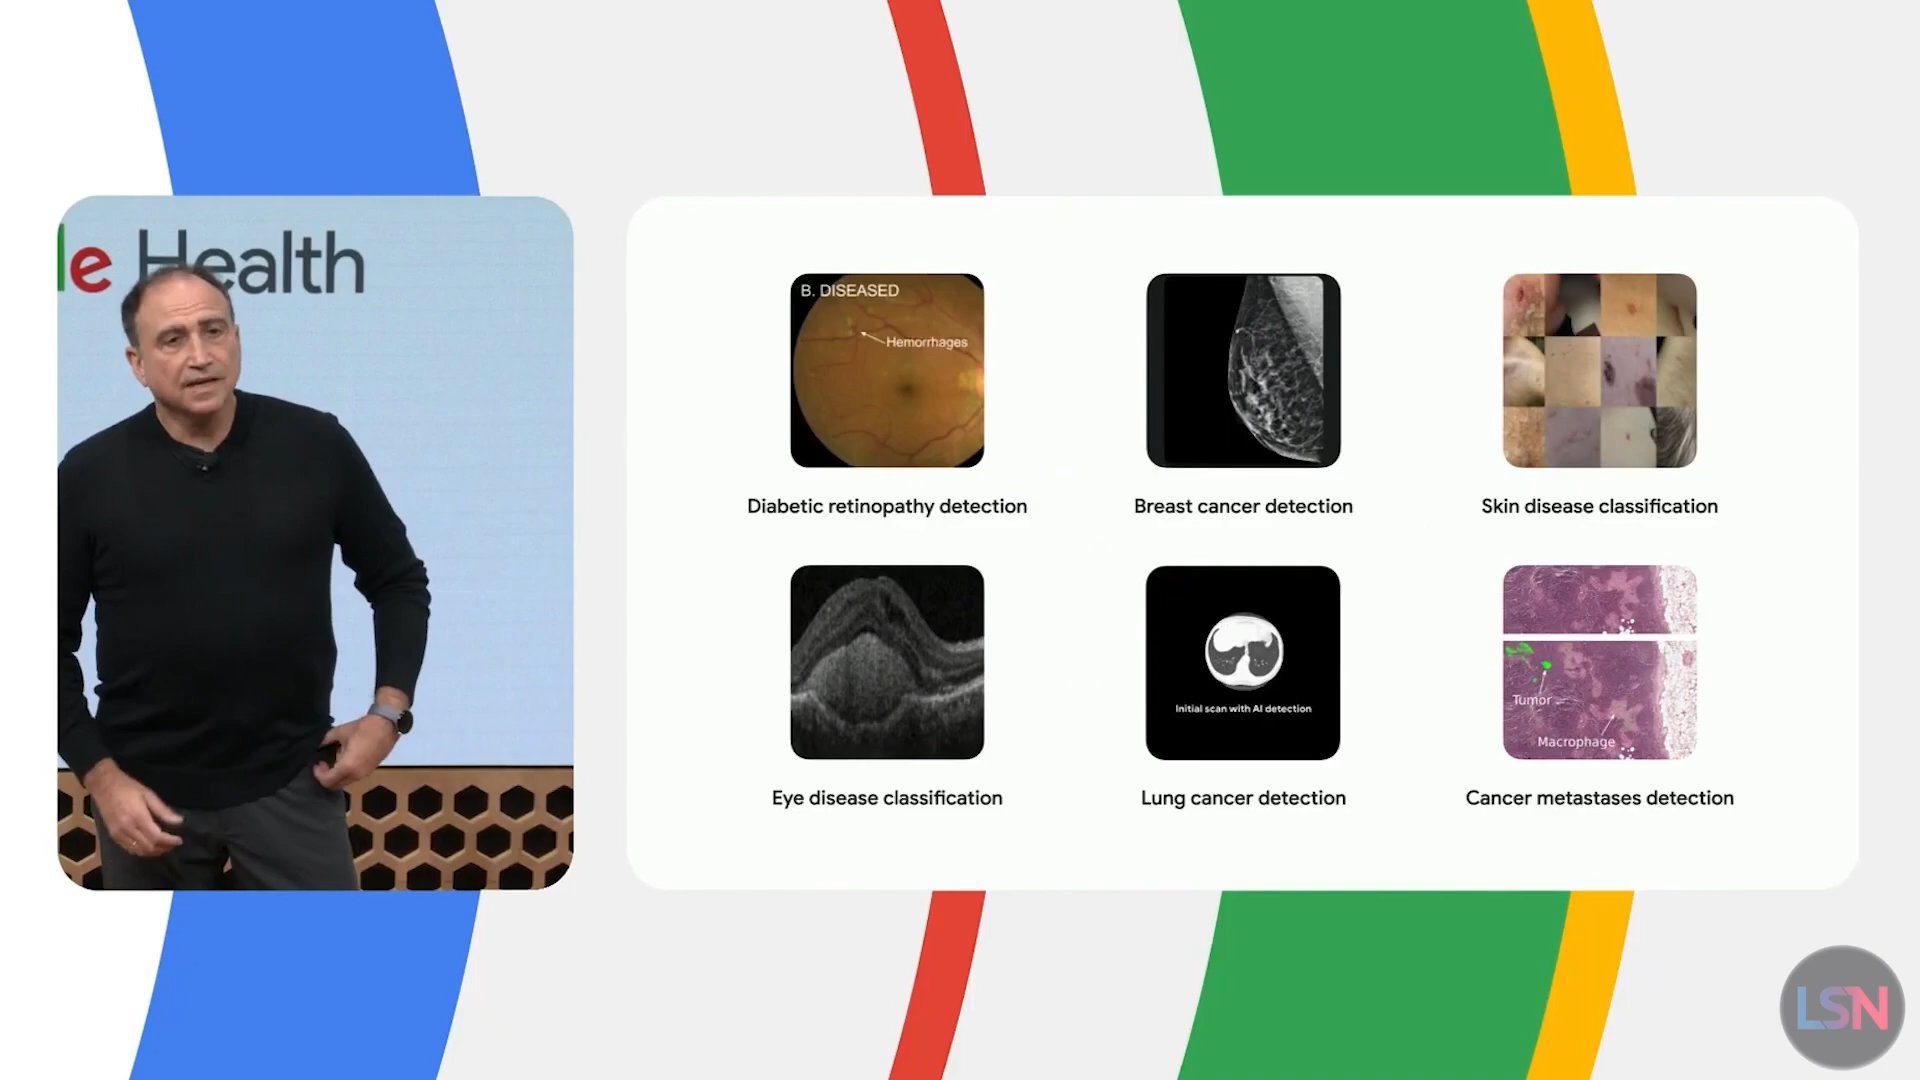 le Health
B. DISEASED
Hemorrhages
Diabetic retinopathy detection
Breast cancer detection
Skin disease classification
Initial scan with AI detection
Tumor
Macrophage
Eye disease classification
Lung cancer detection
Cancer metastases detection
LSN